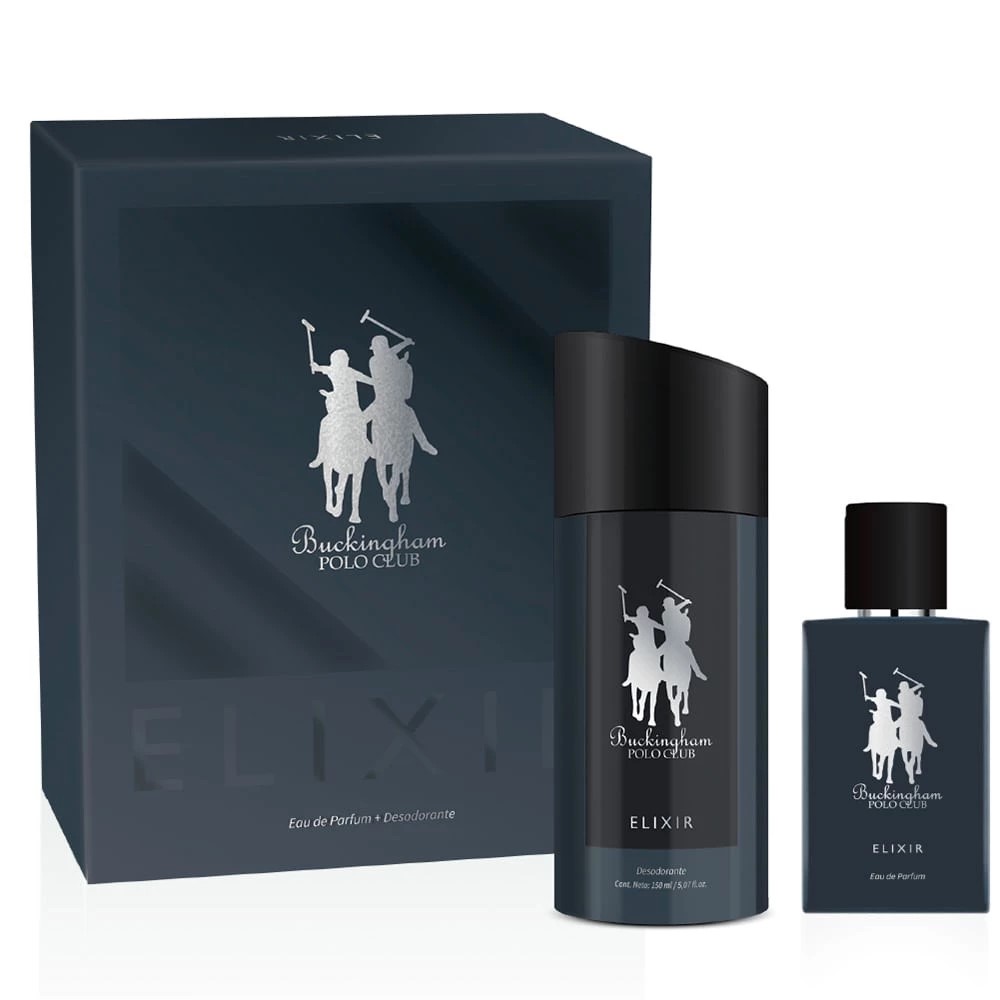 ELIXIR
Buckingham
POLO CLUB
ELIXIR
Eau de Parfum + Desodorante
Buckingham
POLO CLUB
ELIXIR
Desodorante
Cont. Neto: 150 ml / 5,07 fl.oz.
Buckingham
POLO CLUB
ELIXIR
Eau de Parfum